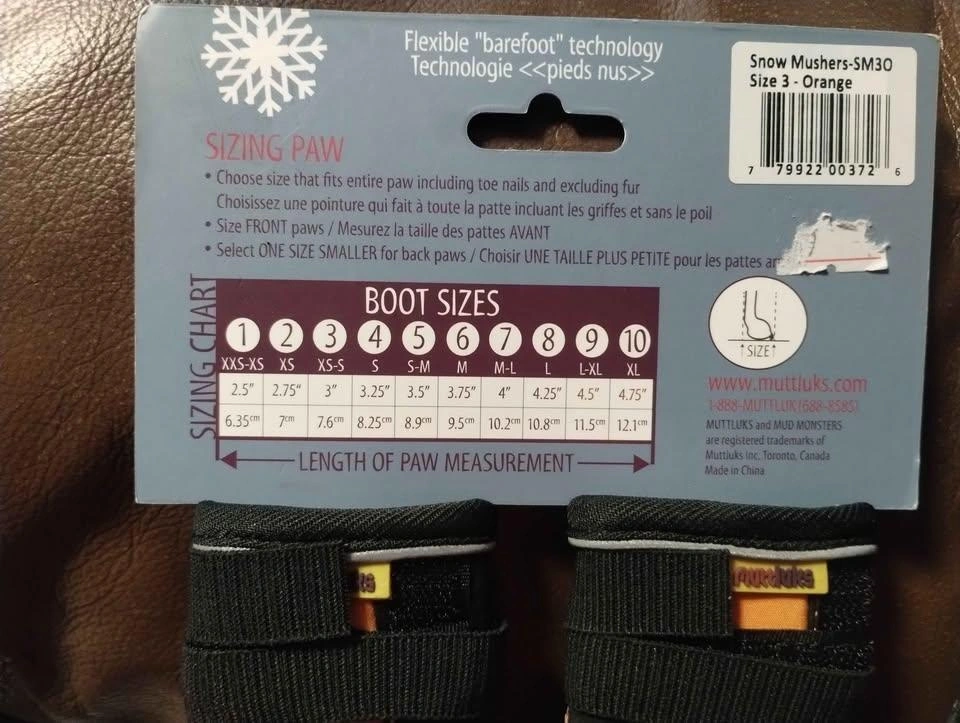 Flexible "barefoot" technology
Technologie <<pieds nus>>
Snow Mushers-SM3O
Size 3 - Orange
7 79922 00372 6
SIZING PAW
• Choose size that fits entire paw including toe nails and excluding fur
Choisissez une pointure qui fait à toute la patte incluant les griffes et sans le poil
• Size FRONT paws / Mesurez la taille des pattes AVANT
• Select ONE SIZE SMALLER for back paws / Choisir UNE TAILLE PLUS PETITE pour les pattes
SIZING CHART
BOOT SIZES
1 2 3 4 5 6 7 8 9 10
XXS-XS XS XS-S S S-M M M-L L L-XL XL
2.5" 2.75" 3" 3.25" 3.5" 3.75" 4" 4.25" 4.5" 4.75"
6.35cm 7cm 7.6cm 8.25cm 8.9cm 9.5cm 10.2cm 10.8cm 11.5cm 12.1cm
LENGTH OF PAW MEASUREMENT
SIZE
www.muttluks.com
1-888-MUTTLUK (688-8585)
MUTTLUKS and MUD MONSTERS
are registered trademarks of
Muttluks Inc. Toronto, Canada
Made in China
ks
muttluks